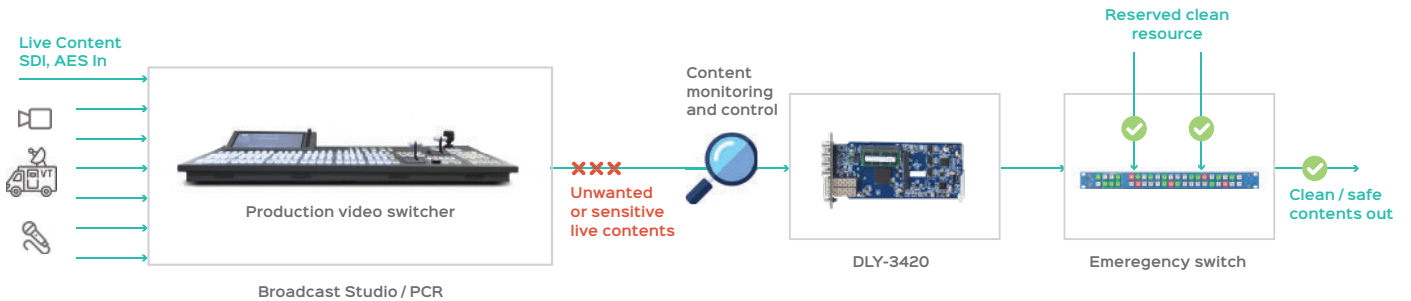 Live Content
SDI, AES In
VT
Production video switcher
Broadcast Studio / PCR
Unwanted
or sensitive
live contents
Content
monitoring
and control
DLY-3420
Reserved clean
resource
Emeregency switch
Clean / safe
contents out